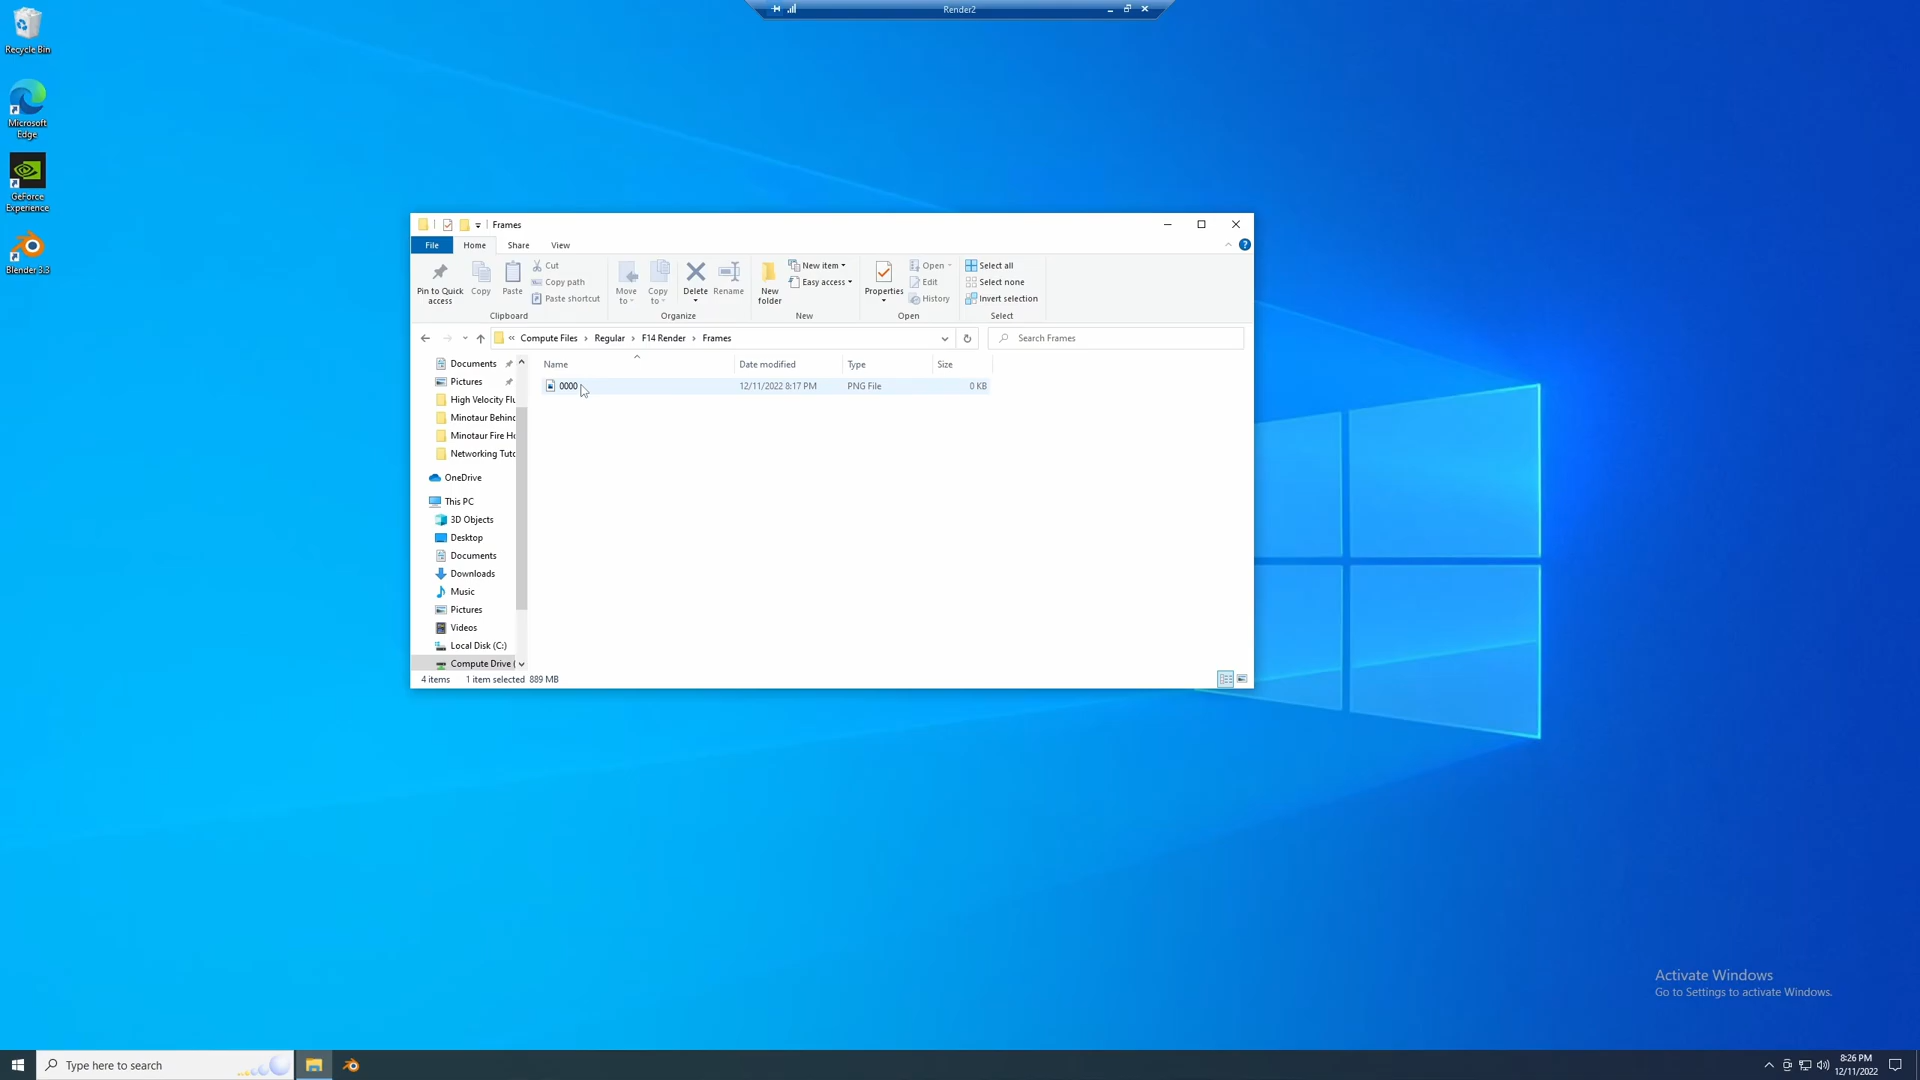 Render2
Recycle Bin
Microsoft
Edge
GeForce
Experience
Blender 3.3
Frames
File
Home
Share
View
Pin to Quick
access
Copy
Paste
Cut
Copy path
Paste shortcut
Clipboard
Move
to
Copy
to
Delete
Rename
Organize
New
folder
New item
Easy access
New
Properties
Open
Edit
History
Open
Select all
Select none
Invert selection
Select
« Compute Files › Regular › F14 Render › Frames
Search Frames
Name
Date modified
Type
Size
0000
12/11/2022 8:17 PM
PNG File
0 KB
Documents
Pictures
High Velocity Flu
Minotaur Behind
Minotaur Fire Ho
Networking Tuto
OneDrive
This PC
3D Objects
Desktop
Documents
Downloads
Music
Pictures
Videos
Local Disk (C:)
Compute Drive (
4 items
1 item selected 889 MB
Activate Windows
Go to Settings to activate Windows.
Type here to search
8:26 PM
12/11/2022